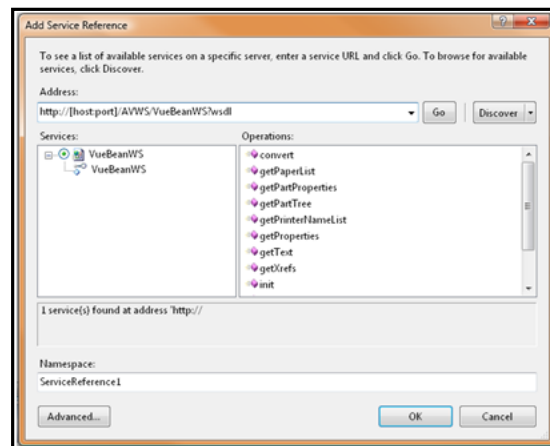 Add Service Reference
To see a list of available services on a specific server, enter a service URL and click Go. To browse for available
services, click Discover.
Address:
http://[host:port]/AVWS/VueBeanWS?wsdl
Go
Discover
Services:
Operations:
VueBeanWS
VueBeanWS
convert
getPaperList
getPartProperties
getPartTree
getPrinterNameList
getProperties
getText
getXrefs
init
1 service(s) found at address 'http://
Namespace:
ServiceReference1
Advanced...
OK
Cancel